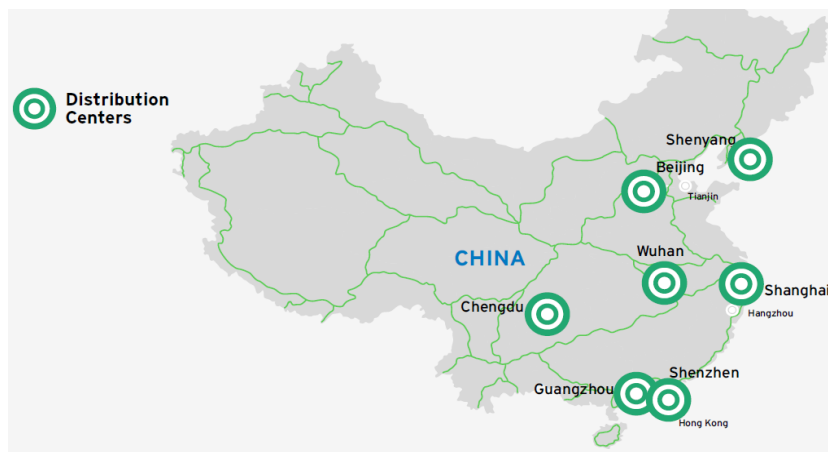 Distribution
Centers
Shenyang
Beijing
Tianjin
Wuhan
CHINA
Shanghai
Chengdu
Hangzhou
Shenzhen
Guangzhou
Hong Kong